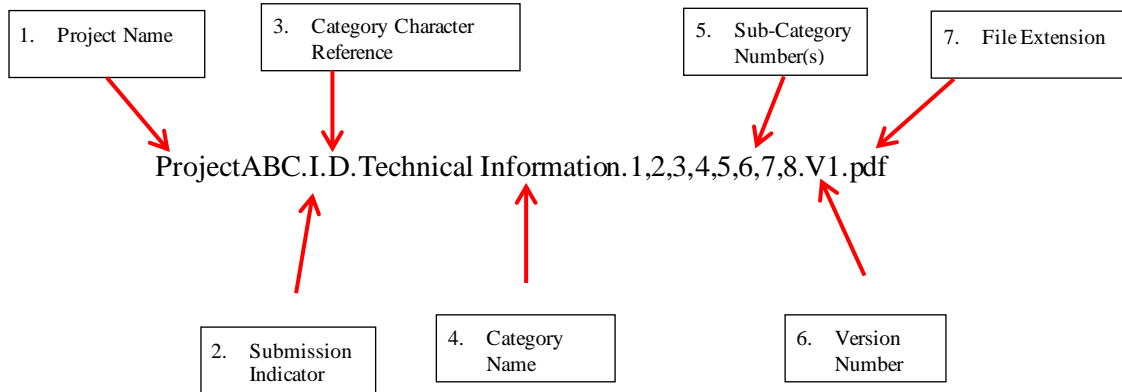 1. Project Name
3. Category Character
Reference
5. Sub-Category
Number(s)
7. File Extension
ProjectABC.I.D.Technical Information.1,2,3,4,5,6,7,8.V1.pdf
2. Submission
Indicator
4. Category
Name
6. Version
Number